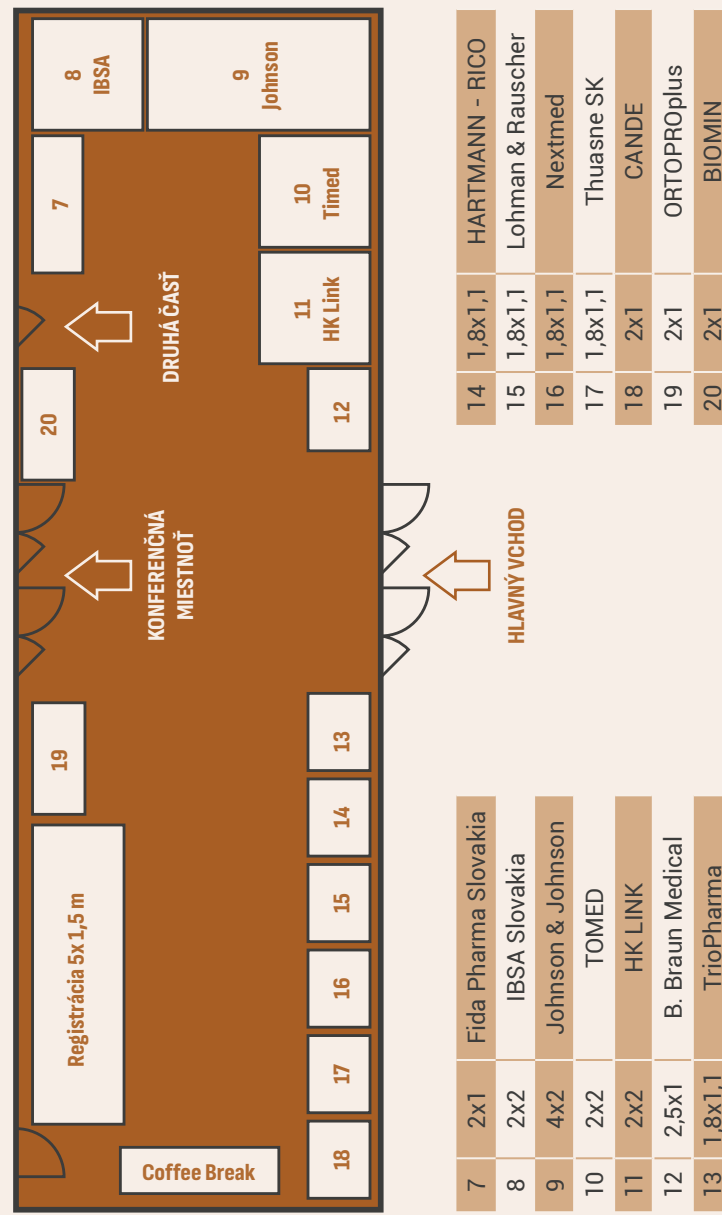 Registrácia 5x 1,5 m
19
20
7
8
IBSA
KONFERENČNÁ
MIESTNOŤ
DRUHÁ ČASŤ
9
Johnson
Coffee Break
18
17
16
15
14
13
12
11
HK Link
10
Timed
HLAVNÝ VCHOD
7 2x1 Fida Pharma Slovakia
8 2x2 IBSA Slovakia
9 4x2 Johnson & Johnson
10 2x2 TOMED
11 2x2 HK LINK
12 2,5x1 B. Braun Medical
13 1,8x1,1 TrioPharma
14 1,8x1,1 HARTMANN - RICO
15 1,8x1,1 Lohman & Rauscher
16 1,8x1,1 Nextmed
17 1,8x1,1 Thuasne SK
18 2x1 CANDE
19 2x1 ORTOPROplus
20 2x1 BIOMIN